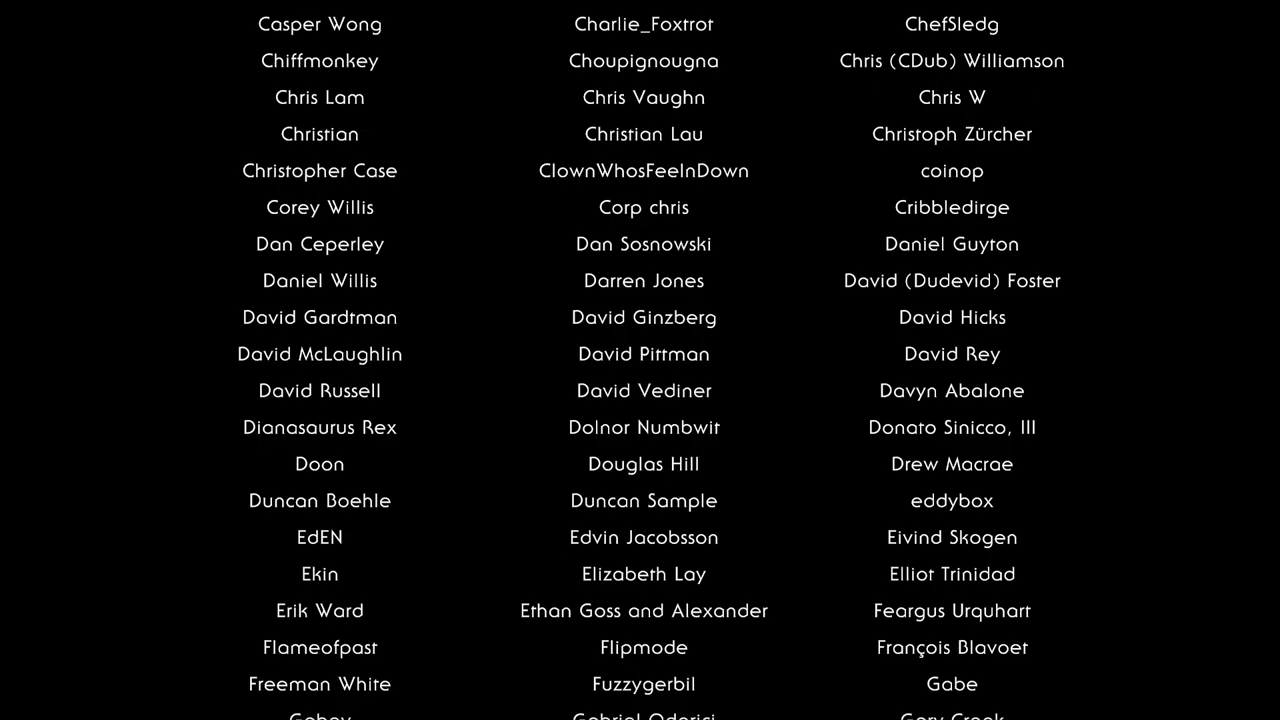 Casper Wong Charlie_Foxtrot ChefSledg
Chiffmonkey Choupignougna Chris (CDub) Williamson
Chris Lam Chris Vaughn Chris W
Christian Christian Lau Christoph Zürcher
Christopher Case ClownWhosFeelnDown coinop
Corey Willis Corp chris Cribbledirge
Dan Ceperley Dan Sosnowski Daniel Guyton
Daniel Willis Darren Jones David (Dudevid) Foster
David Gardtman David Ginzberg David Hicks
David McLaughlin David Pittman David Rey
David Russell David Vediner Davyn Abalone
Dianasaurus Rex Dolnor Numbwit Donato Sinicco, III
Doon Douglas Hill Drew Macrae
Duncan Boehle Duncan Sample eddybox
EdEN Edvin Jacobsson Eivind Skogen
Ekin Elizabeth Lay Elliot Trinidad
Erik Ward Ethan Goss and Alexander Feargus Urquhart
Flameofpast Flipmode François Blavoet
Freeman White Fuzzygerbil Gabe